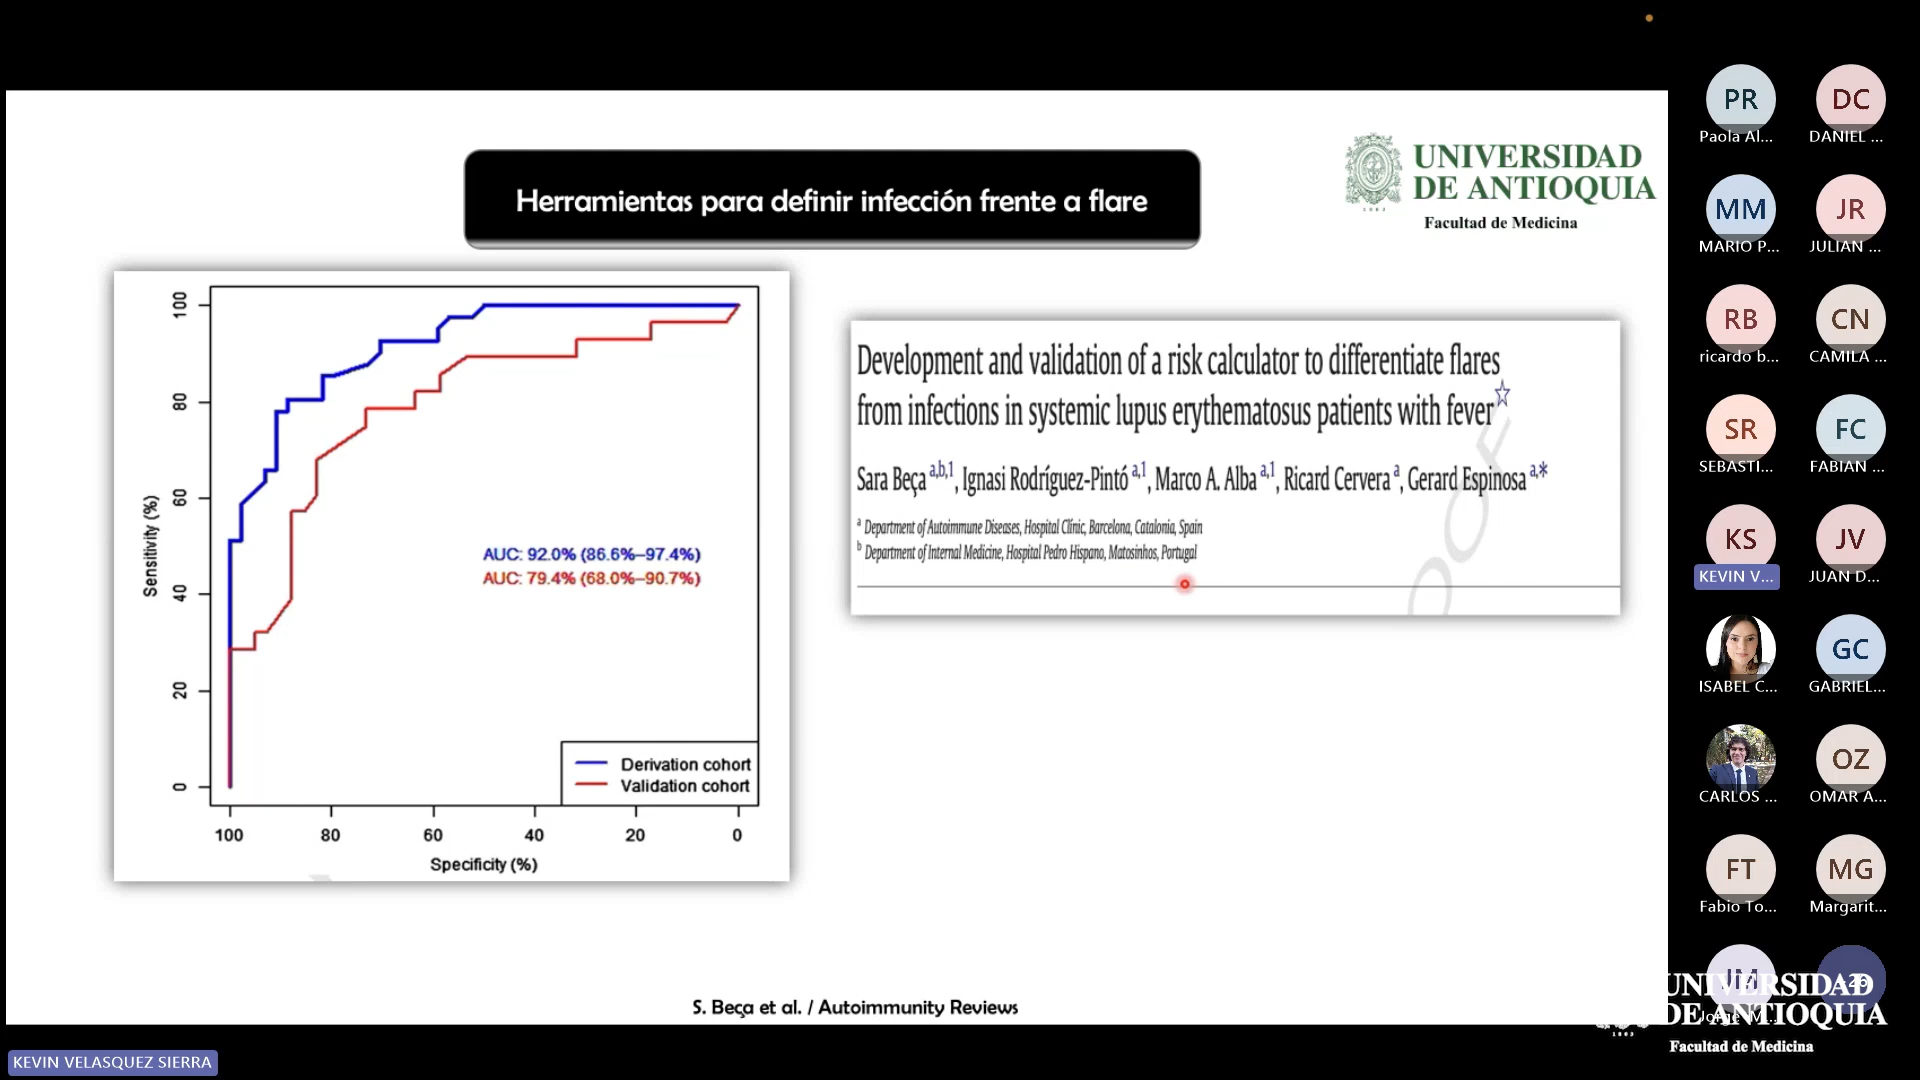 Herramientas para definir infección frente a flare
UNIVERSIDAD
DE ANTIOQUIA
1803
Facultad de Medicina
100
80
60
40
20
0
Sensitivity (%)
AUC: 92.0% (86.6%–97.4%)
AUC: 79.4% (68.0%–90.7%)
Derivation cohort
Validation cohort
100 80 60 40 20 0
Specificity (%)
Development and validation of a risk calculator to differentiate flares
from infections in systemic lupus erythematosus patients with fever☆
Sara Beça a,b,1, Ignasi Rodríguez-Pintó a,1, Marco A. Alba a,1, Ricard Cervera a, Gerard Espinosa a,*
a Department of Autoimmune Diseases, Hospital Clínic, Barcelona, Catalonia, Spain
b Department of Internal Medicine, Hospital Pedro Hispano, Matosinhos, Portugal
OOF
S. Beça et al. / Autoimmunity Reviews
KEVIN VELASQUEZ SIERRA
PR DC
Paola Al... DANIEL ...
MM JR
MARIO P... JULIAN ...
RB CN
ricardo b... CAMILA ...
SR FC
SEBASTI... FABIAN ...
KS JV
KEVIN V... JUAN D...
GC
ISABEL C... GABRIEL...
OZ
CARLOS ... OMAR A...
FT MG
Fabio To... Margarit...
JM
UNIVERSIDAD
DE ANTIOQUIA
1803
Facultad de Medicina